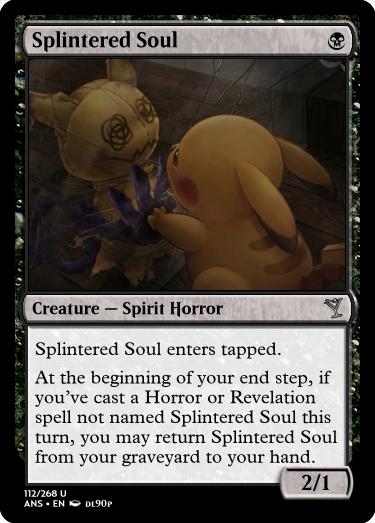 Splintered Soul
Creature — Spirit Horror
Splintered Soul enters tapped.
At the beginning of your end step, if
you've cast a Horror or Revelation
spell not named Splintered Soul this
turn, you may return Splintered Soul
from your graveyard to your hand.
2/1
112/268 U
ANS • EN DL90P